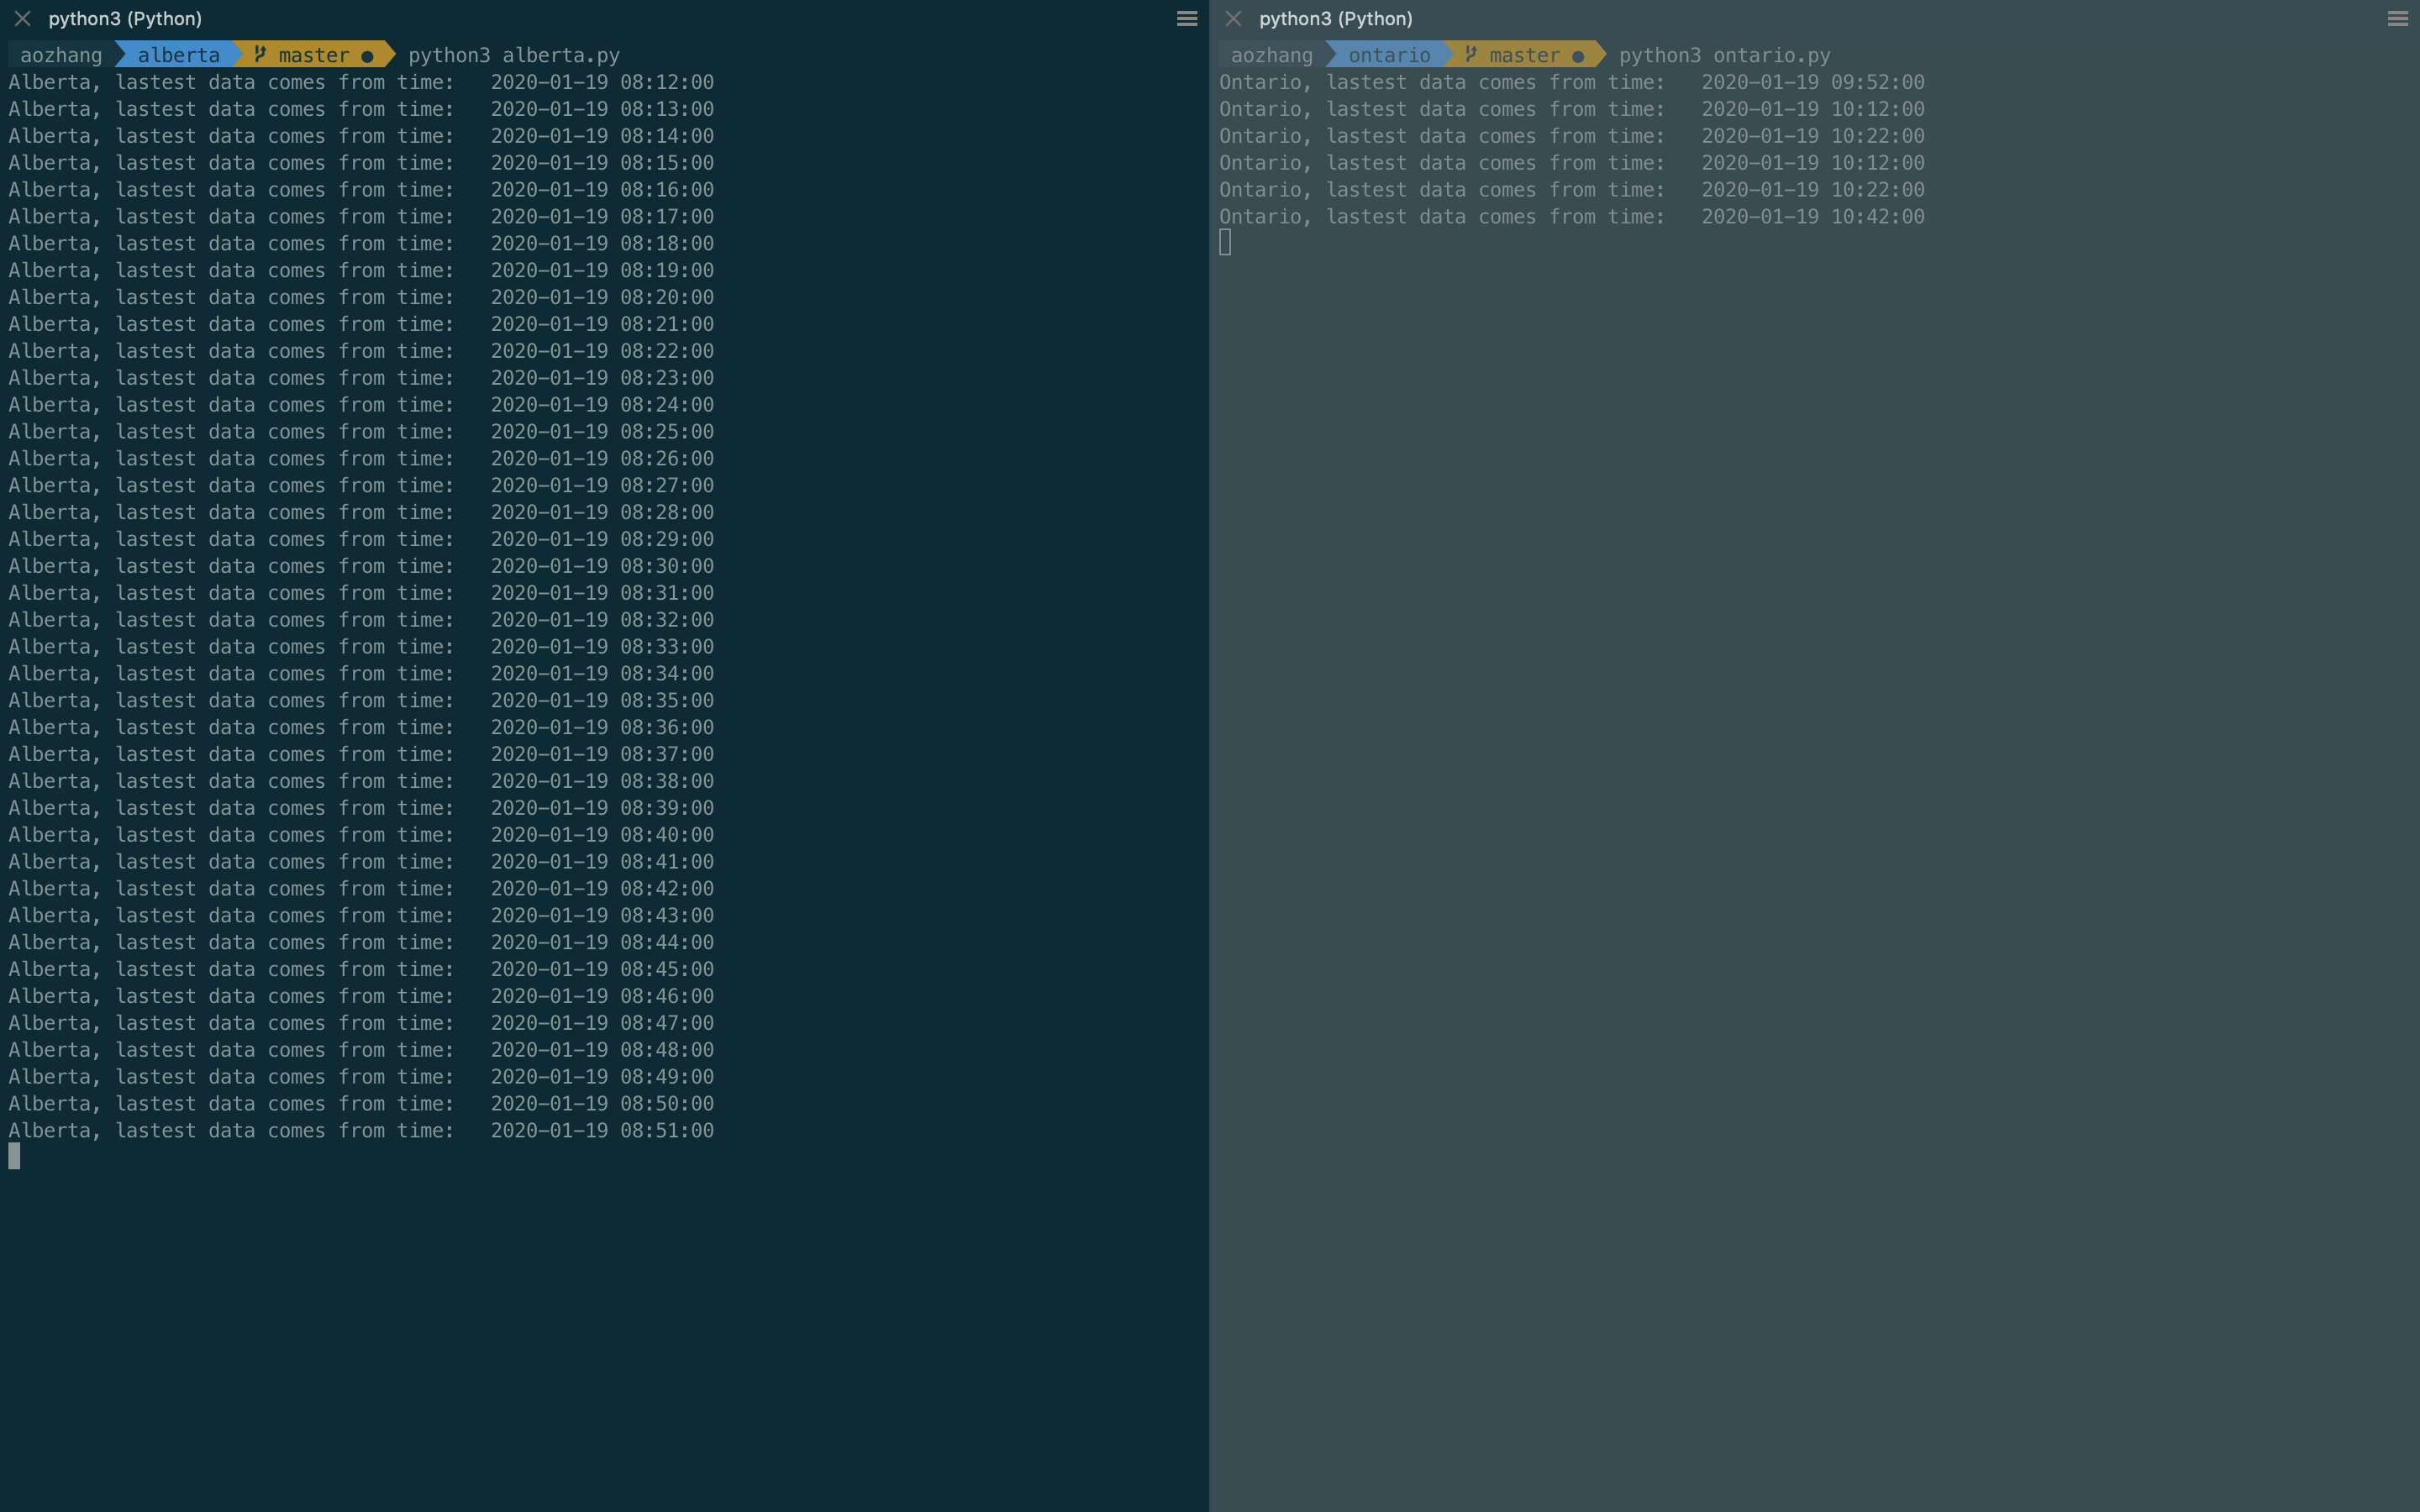 python3 (Python)
aozhang alberta master ● python3 alberta.py
Alberta, lastest data comes from time:   2020-01-19 08:12:00
Alberta, lastest data comes from time:   2020-01-19 08:13:00
Alberta, lastest data comes from time:   2020-01-19 08:14:00
Alberta, lastest data comes from time:   2020-01-19 08:15:00
Alberta, lastest data comes from time:   2020-01-19 08:16:00
Alberta, lastest data comes from time:   2020-01-19 08:17:00
Alberta, lastest data comes from time:   2020-01-19 08:18:00
Alberta, lastest data comes from time:   2020-01-19 08:19:00
Alberta, lastest data comes from time:   2020-01-19 08:20:00
Alberta, lastest data comes from time:   2020-01-19 08:21:00
Alberta, lastest data comes from time:   2020-01-19 08:22:00
Alberta, lastest data comes from time:   2020-01-19 08:23:00
Alberta, lastest data comes from time:   2020-01-19 08:24:00
Alberta, lastest data comes from time:   2020-01-19 08:25:00
Alberta, lastest data comes from time:   2020-01-19 08:26:00
Alberta, lastest data comes from time:   2020-01-19 08:27:00
Alberta, lastest data comes from time:   2020-01-19 08:28:00
Alberta, lastest data comes from time:   2020-01-19 08:29:00
Alberta, lastest data comes from time:   2020-01-19 08:30:00
Alberta, lastest data comes from time:   2020-01-19 08:31:00
Alberta, lastest data comes from time:   2020-01-19 08:32:00
Alberta, lastest data comes from time:   2020-01-19 08:33:00
Alberta, lastest data comes from time:   2020-01-19 08:34:00
Alberta, lastest data comes from time:   2020-01-19 08:35:00
Alberta, lastest data comes from time:   2020-01-19 08:36:00
Alberta, lastest data comes from time:   2020-01-19 08:37:00
Alberta, lastest data comes from time:   2020-01-19 08:38:00
Alberta, lastest data comes from time:   2020-01-19 08:39:00
Alberta, lastest data comes from time:   2020-01-19 08:40:00
Alberta, lastest data comes from time:   2020-01-19 08:41:00
Alberta, lastest data comes from time:   2020-01-19 08:42:00
Alberta, lastest data comes from time:   2020-01-19 08:43:00
Alberta, lastest data comes from time:   2020-01-19 08:44:00
Alberta, lastest data comes from time:   2020-01-19 08:45:00
Alberta, lastest data comes from time:   2020-01-19 08:46:00
Alberta, lastest data comes from time:   2020-01-19 08:47:00
Alberta, lastest data comes from time:   2020-01-19 08:48:00
Alberta, lastest data comes from time:   2020-01-19 08:49:00
Alberta, lastest data comes from time:   2020-01-19 08:50:00
Alberta, lastest data comes from time:   2020-01-19 08:51:00
python3 (Python)
aozhang ontario master ● python3 ontario.py
Ontario, lastest data comes from time:   2020-01-19 09:52:00
Ontario, lastest data comes from time:   2020-01-19 10:12:00
Ontario, lastest data comes from time:   2020-01-19 10:22:00
Ontario, lastest data comes from time:   2020-01-19 10:12:00
Ontario, lastest data comes from time:   2020-01-19 10:22:00
Ontario, lastest data comes from time:   2020-01-19 10:42:00